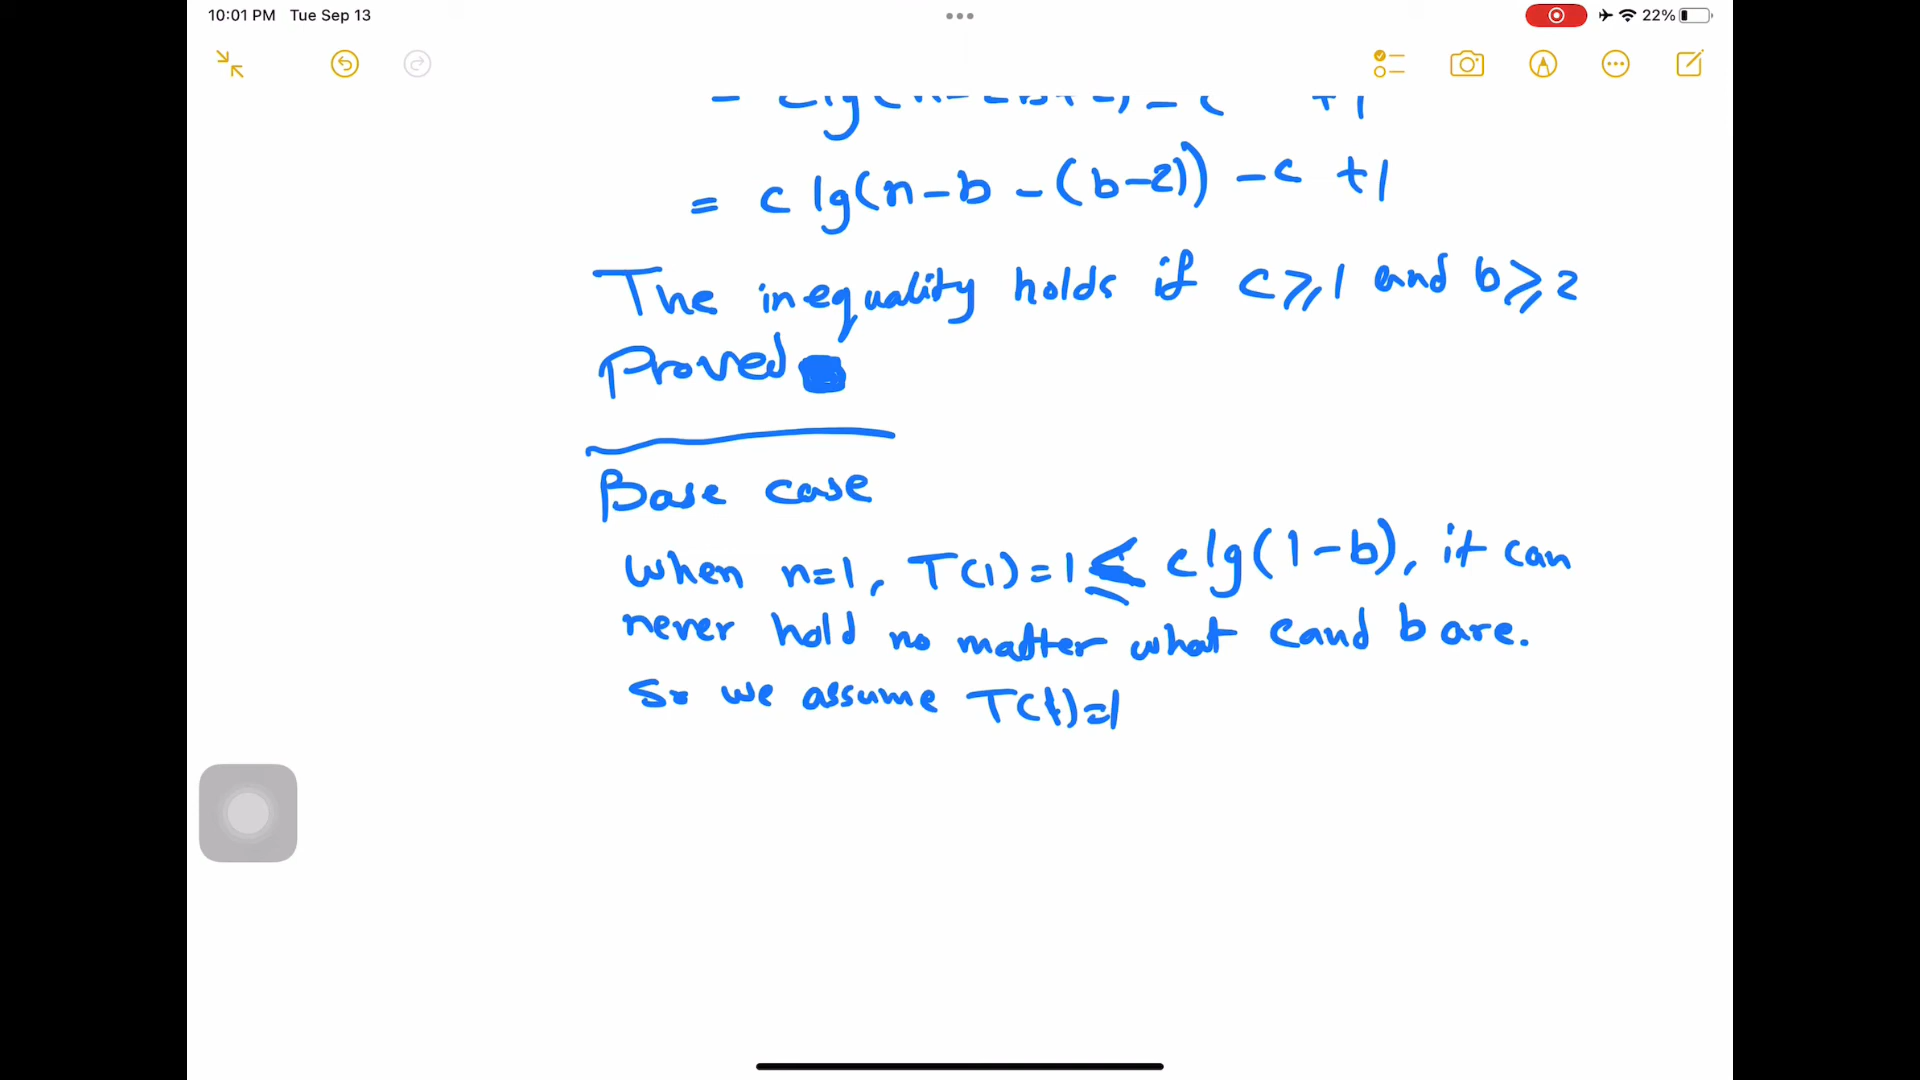 10:01 PM Tue Sep 13
22%
= c lg(n-b-(b-2)) -c +1
The inequality holds if c⩾1 and b⩾2
Proved
Base case
When n=1, T(1)=1 ≤ c lg(1-b), it can
never hold no matter what c and b are.
So we assume T(1)=1